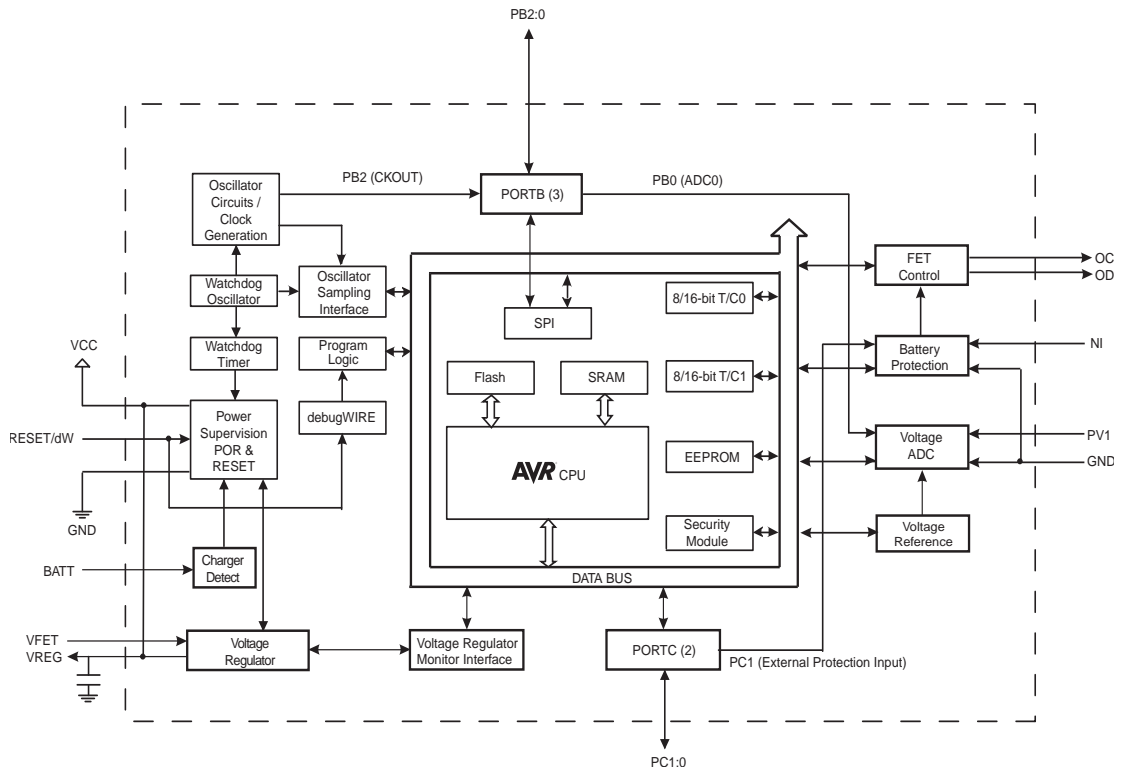 PB2:0
Oscillator
Circuits /
Clock
Generation
PB2 (CKOUT)
PORTB (3)
PB0 (ADC0)
Watchdog
Oscillator
Oscillator
Sampling
Interface
FET
Control
OC
OD
SPI
8/16-bit T/C0
VCC
Watchdog
Timer
Program
Logic
Battery
Protection
NI
Flash
SRAM
8/16-bit T/C1
RESET/dW
Power
Supervision
POR &
RESET
debugWIRE
Voltage
ADC
PV1
GND
AVR CPU
EEPROM
GND
Security
Module
Voltage
Reference
BATT
Charger
Detect
DATA BUS
VFET
VREG
Voltage
Regulator
Voltage Regulator
Monitor Interface
PORTC (2)
PC1 (External Protection Input)
PC1:0